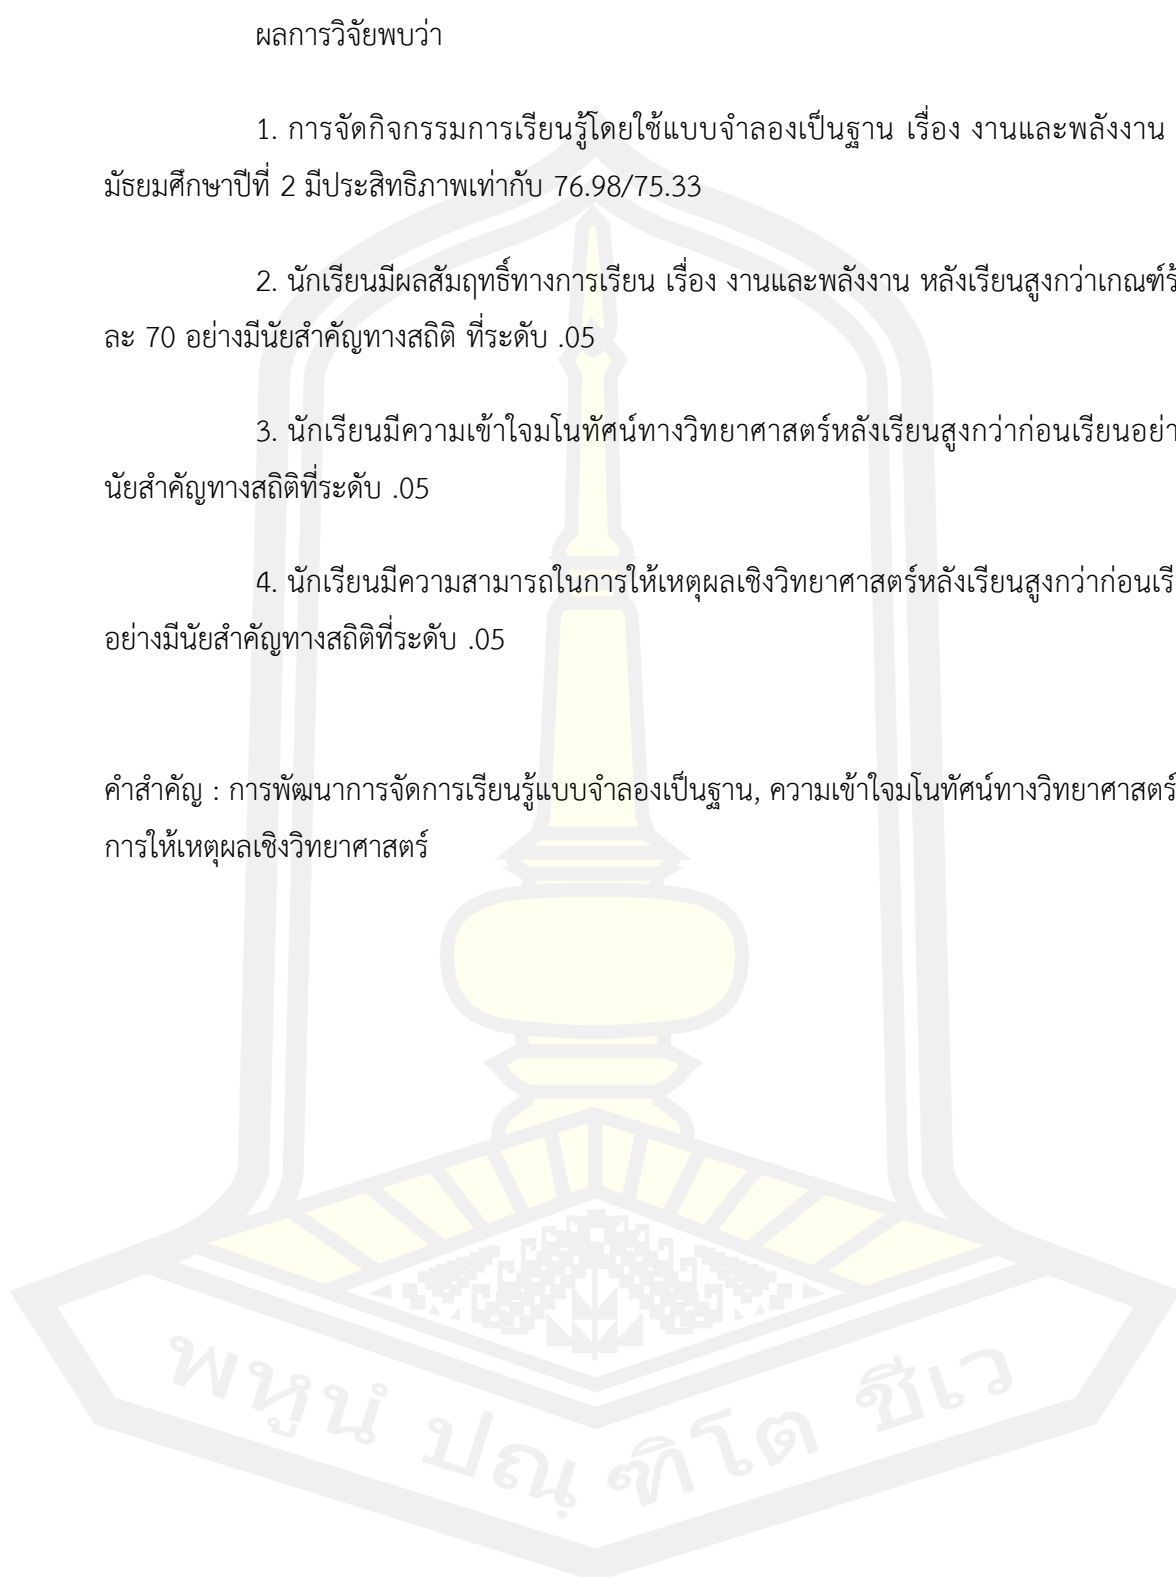 ผลการวิจัยพบว่า
1. การจัดกิจกรรมการเรียนรู้โดยใช้แบบจำลองเป็นฐาน เรื่อง งานและพลังงาน
มัธยมศึกษาปีที่ 2 มีประสิทธิภาพเท่ากับ 76.98/75.33
2. นักเรียนมีผลสัมฤทธิ์ทางการเรียน เรื่อง งานและพลังงาน หลังเรียนสูงกว่าเกณฑ์ร้
ละ 70 อย่างมีนัยสำคัญทางสถิติ ที่ระดับ .05
3. นักเรียนมีความเข้าใจมโนทัศน์ทางวิทยาศาสตร์หลังเรียนสูงกว่าก่อนเรียนอย่า
นัยสำคัญทางสถิติที่ระดับ .05
4. นักเรียนมีความสามารถในการให้เหตุผลเชิงวิทยาศาสตร์หลังเรียนสูงกว่าก่อนเรี
อย่างมีนัยสำคัญทางสถิติที่ระดับ .05
คำสำคัญ : การพัฒนาการจัดการเรียนรู้แบบจำลองเป็นฐาน, ความเข้าใจมโนทัศน์ทางวิทยาศาสตร์
การให้เหตุผลเชิงวิทยาศาสตร์
พหูนํ ปณฺฑิโต ชีเว